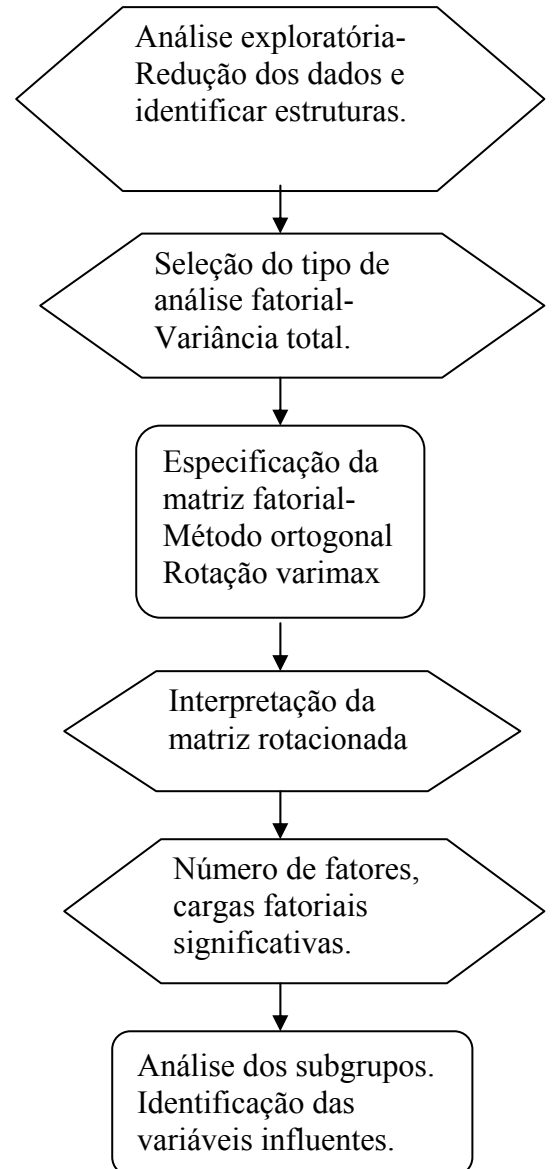 Análise exploratória-
Redução dos dados e
identificar estruturas.
Seleção do tipo de
análise fatorial-
Variância total.
Especificação da
matriz fatorial-
Método ortogonal
Rotação varimax
Interpretação da
matriz rotacionada
Número de fatores,
cargas fatoriais
significativas.
Análise dos subgrupos.
Identificação das
variáveis influentes.